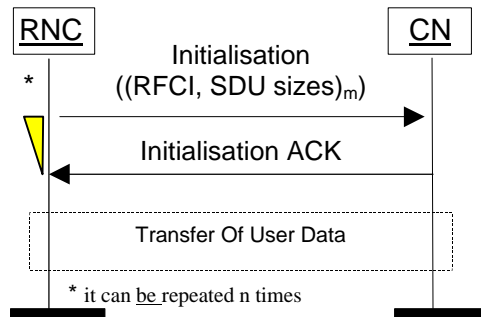 RNC
CN
Initialisation
*
((RFCI, SDU sizes)m)
Initialisation ACK
Transfer Of User Data
* it can be repeated n times